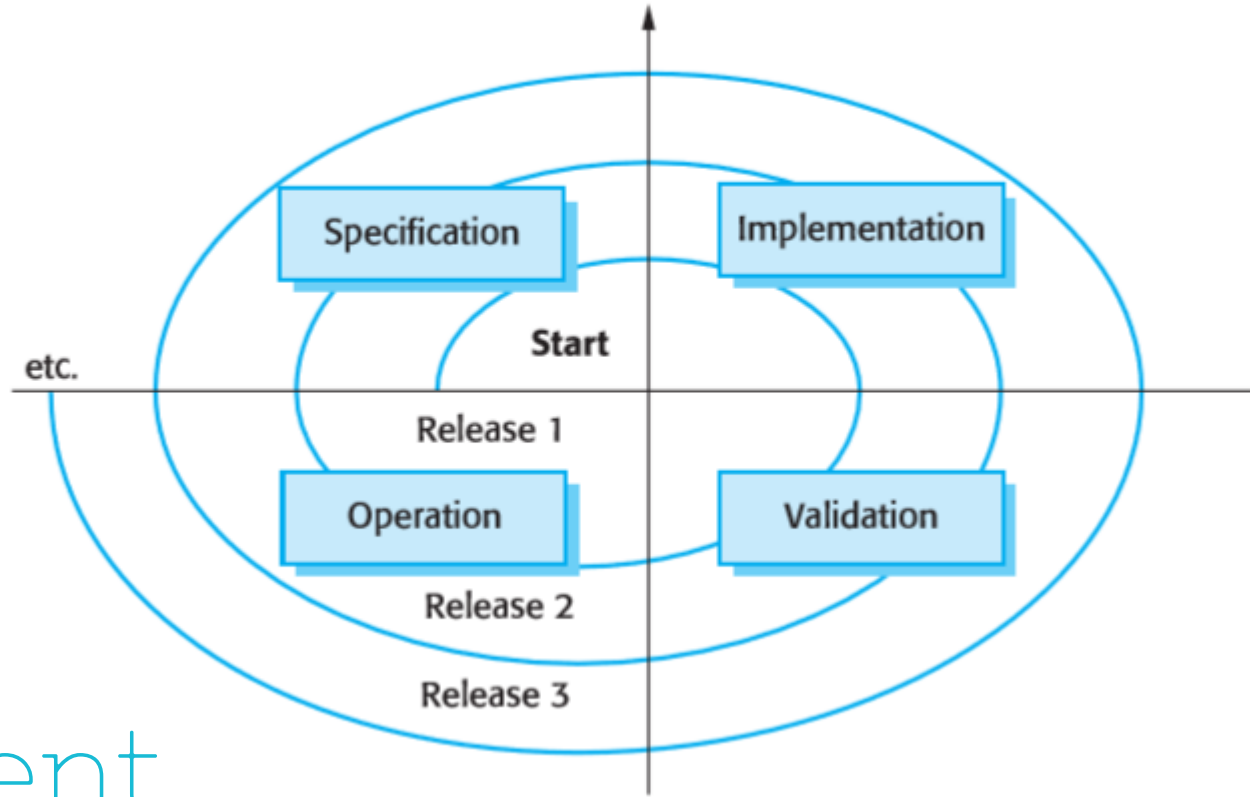 Specification
Implementation
Start
etc.
Release 1
Operation
Validation
Release 2
Release 3
ent